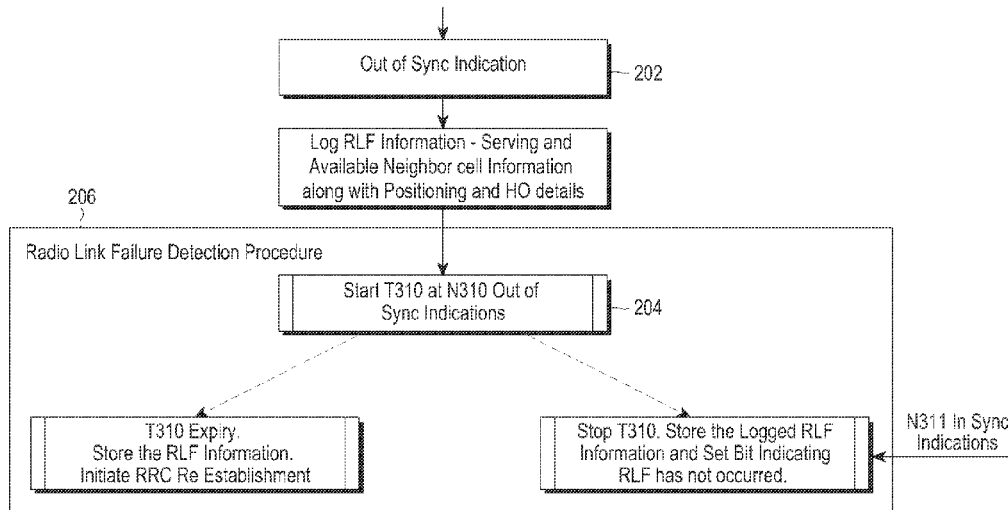 Out of Sync Indication
202
Log RLF Information - Serving and
Available Neighbor cell Information
along with Positioning and HO details
206
Radio Link Failure Detection Procedure
Start T310 at N310 Out of
Sync Indications
204
T310 Expiry.
Store the RLF Information.
Initiate RRC Re Establishment
Stop T310. Store the Logged RLF
Information and Set Bit Indicating
RLF has not occurred.
N311 In Sync
Indications